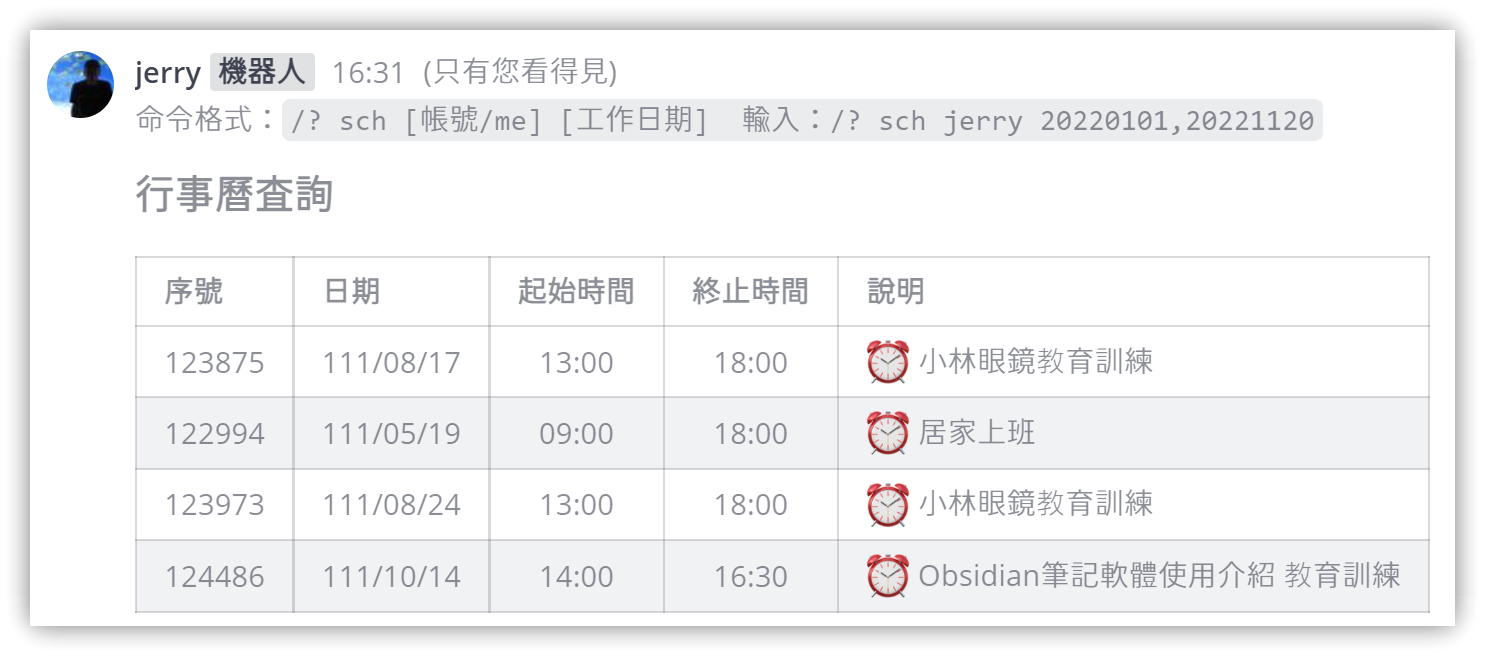 jerry 機器人 16:31 (只有您看得見)
命令格式：/? sch [帳號/me] [工作日期] 輸入：/? sch jerry 20220101,20221120
行事曆查詢
序號 日期 起始時間 終止時間 說明
123875 111/08/17 13:00 18:00 ⏰ 小林眼鏡教育訓練
122994 111/05/19 09:00 18:00 ⏰ 居家上班
123973 111/08/24 13:00 18:00 ⏰ 小林眼鏡教育訓練
124486 111/10/14 14:00 16:30 ⏰ Obsidian筆記軟體使用介紹 教育訓練